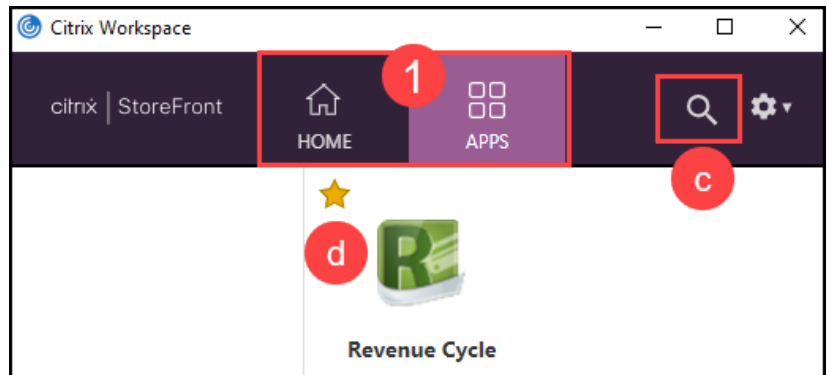 Citrix Workspace
1
citrix | StoreFront
HOME
APPS
c
d
R
Revenue Cycle